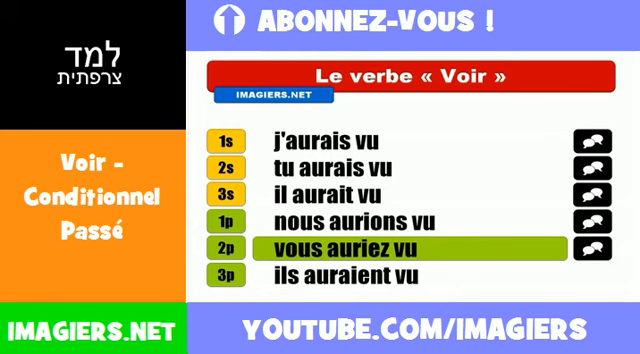 למד
צרפתית
Voir -
Conditionnel
Passé
IMAGIERS.NET
ABONNEZ-VOUS !
Le verbe « Voir »
IMAGIERS.NET
1s j'aurais vu
2s tu aurais vu
3s il aurait vu
1p nous aurions vu
2p vous auriez vu
3p ils auraient vu
YOUTUBE.COM/IMAGIERS